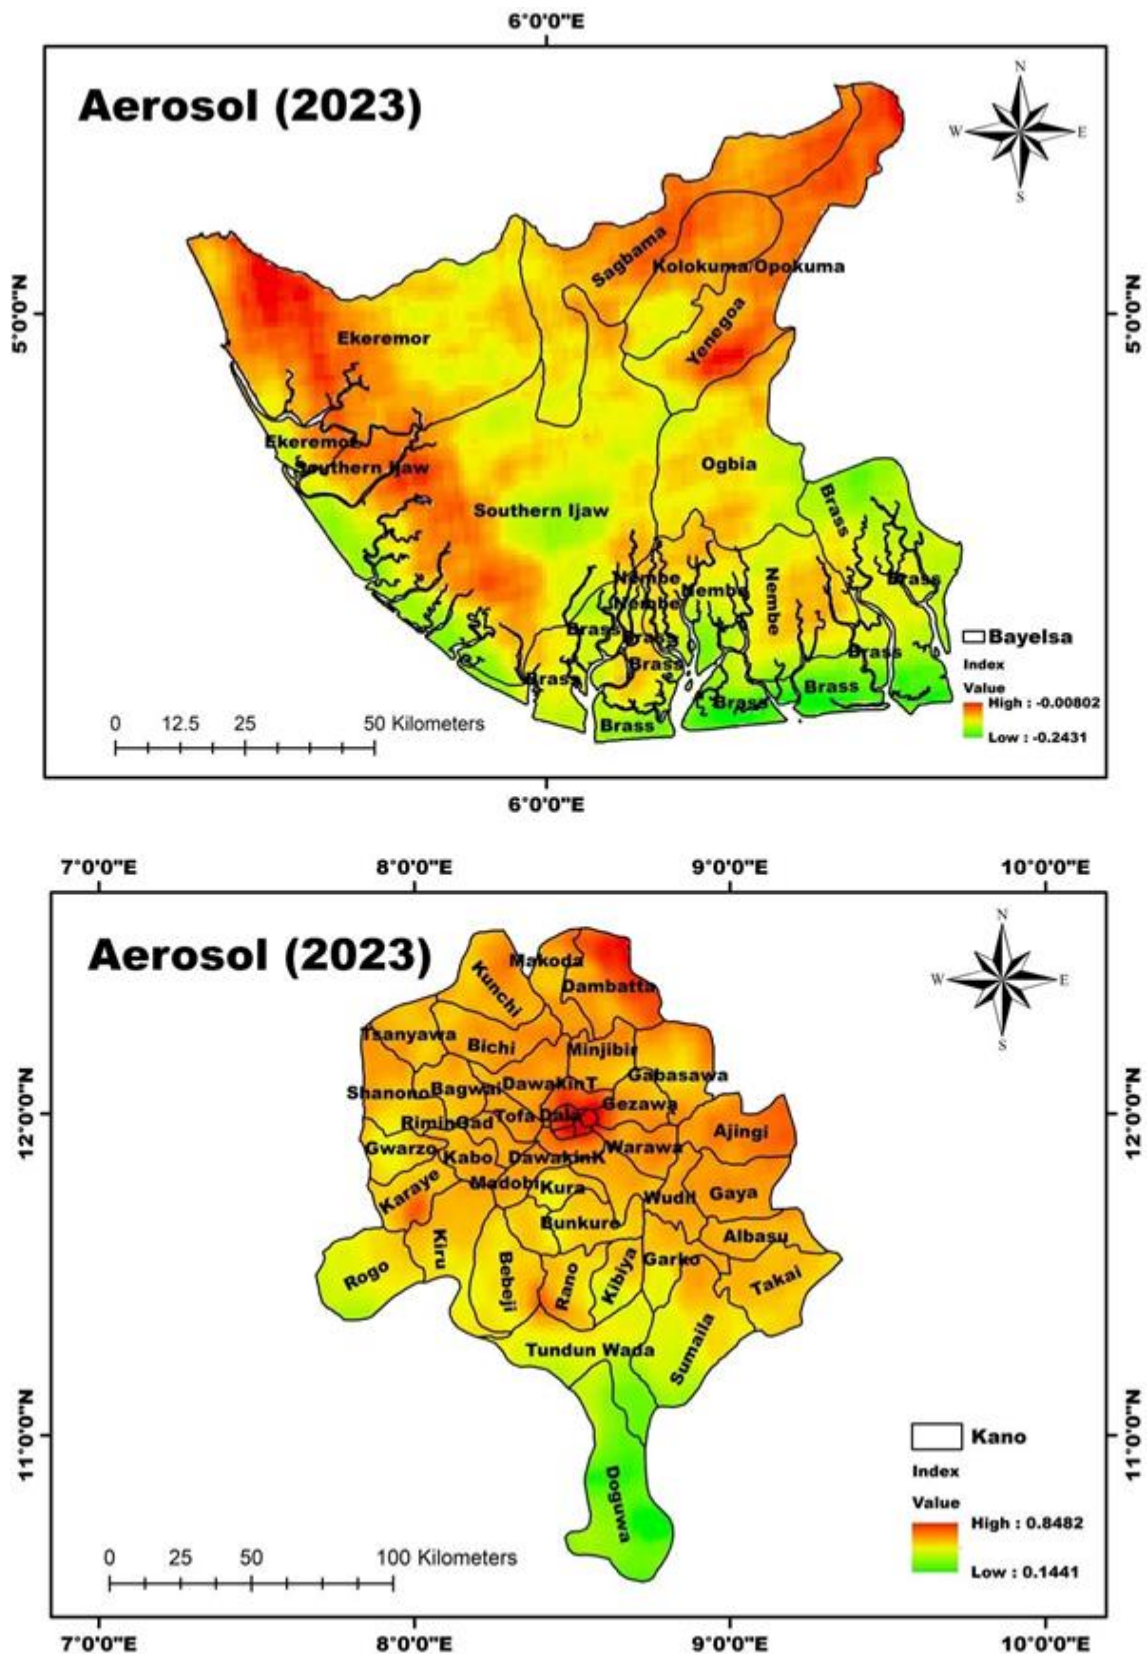 6°0'0"E
Aerosol (2023)
N
W
E
S
5°0'0"N
5°0'0"N
Sagbama
Kolokuma/Opokuma
Ekeremor
Yenegoa
Ekeremor
Southern Ijaw
Ogbia
Southern Ijaw
Brass
Nembe
Brass
Nembe
Nembe
Nembe
Brass
Brass
Brass
Brass
Brass
Brass
Brass
Brass
Bayelsa
Index
Value
High : -0.00802
Low : -0.2431
0 12.5 25 50 Kilometers
6°0'0"E
7°0'0"E 8°0'0"E 9°0'0"E 10°0'0"E
Aerosol (2023)
N
W
E
S
12°0'0"N
12°0'0"N
Makoda
Kunchi
Dambatta
Tsanyawa
Bichi
Minjibir
Gabasawa
Shanono
Bagwai
DawakinT
Gezawa
RiminGad
Tofa
Dala
Ajingi
Gwarzo
Kabo
DawakinK
Warawa
Karaye
Madobi
Kura
Wudil
Gaya
Bunkure
Albasu
Kiru
Rogo
Bebeji
Rano
Kibiya
Garko
Takai
Tundun Wada
Sumaila
Doguwa
11°0'0"N
11°0'0"N
Kano
Index
Value
High : 0.8482
Low : 0.1441
0 25 50 100 Kilometers
7°0'0"E 8°0'0"E 9°0'0"E 10°0'0"E